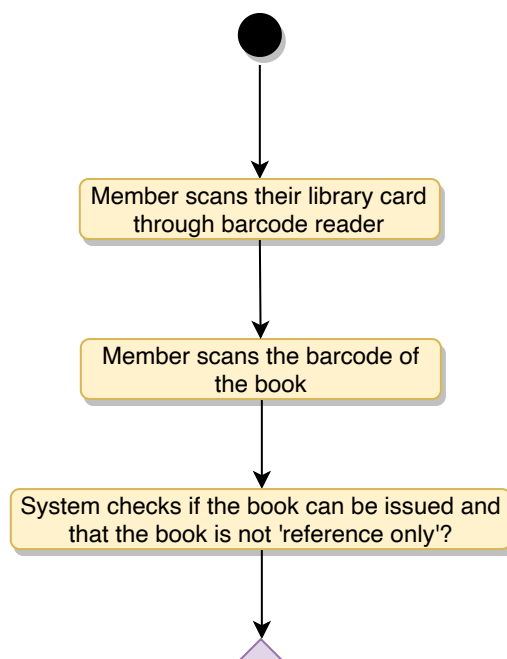 Member scans their library card
through barcode reader
Member scans the barcode of
the book
System checks if the book can be issued and
that the book is not 'reference only'?